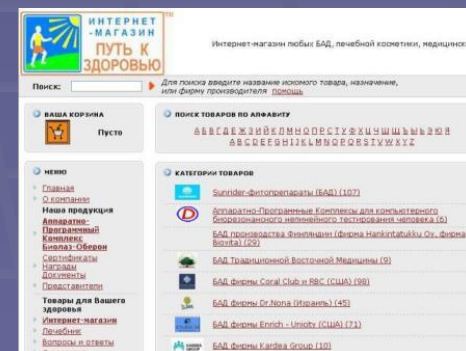 ИНТЕРНЕТ
-МАГАЗИН
ПУТЬ К
ЗДОРОВЬЮ
TM
Интернет-магазин любых БАД, лечебной косметики, медицинск
Поиск:
Для поиска введите название искомого товара, назначение,
или фирму производителя помощь
ВАША КОРЗИНА
Пусто
ПОИСК ТОВАРОВ ПО АЛФАВИТУ
А Б В Г Д Е Ж З И Й К Л М Н О П Р С Т У Ф Х Ц Ч Ш Щ Ъ Ы Ь Э Ю Я
A B C D E F G H I J K L M N O P Q R S T V W X Y Z
МЕНЮ
Главная
О компании
Наша продукция
Аппаратно-
Программный
Комплекс
Биолаз-Оберон
Сертификаты
Награды
Документы
Представители
Товары для Вашего
здоровья
Интернет-магазин
Лечебник
Вопросы и ответы
КАТЕГОРИИ ТОВАРОВ
Sunrider-фитопрепараты (БАД) (107)
Аппаратно-Программные Комплексы для компьютерного
биорезонансного нелинейного тестирования человека (6)
БАД производства Финляндии (фирма Hankintatukku Oy, фирма
Biovita) (29)
БАД Традиционной Восточной Медицины (9)
БАД фирмы Coral Club и RBC (США) (98)
БАД фирмы Dr.Nona (Израиль) (45)
БАД фирмы Enrich - Unicity (США) (71)
БАД фирмы Kardea Group (10)